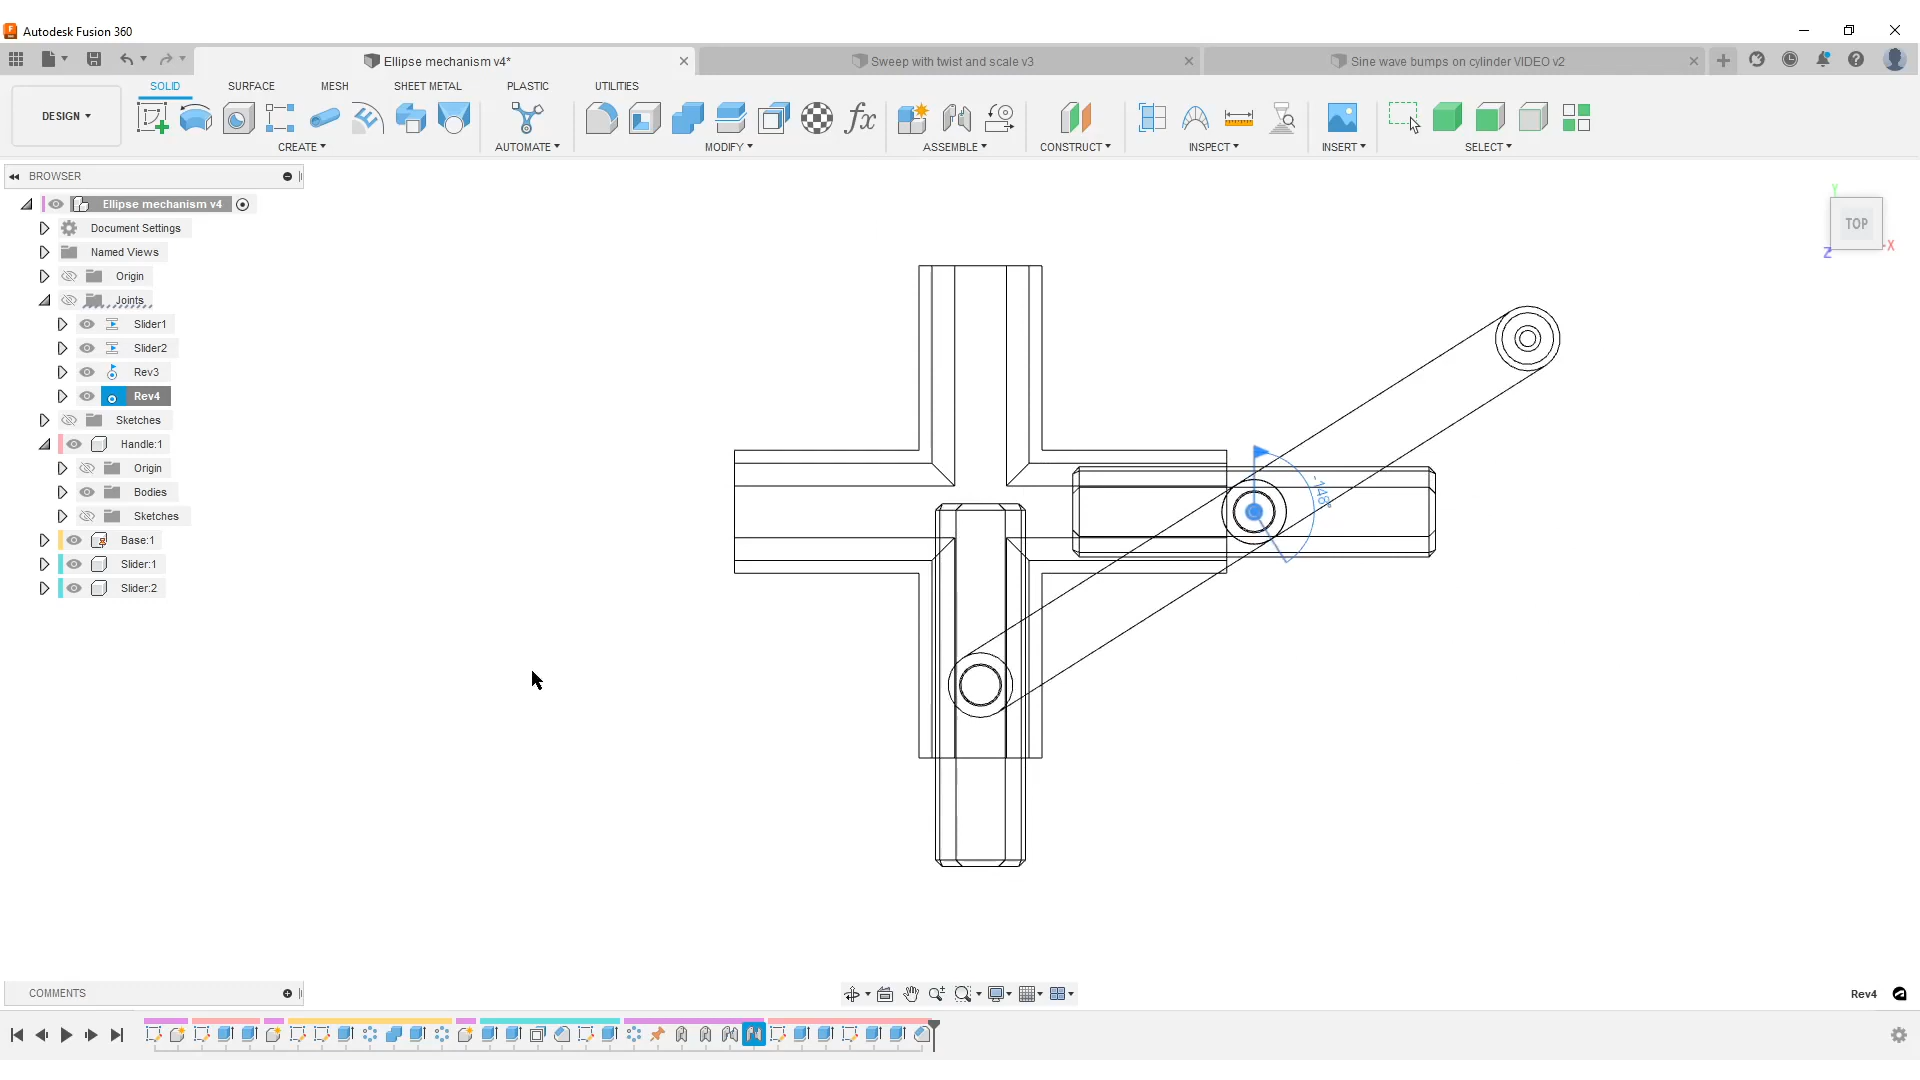 Autodesk Fusion 360
Ellipse mechanism v4*
Sweep with twist and scale v3
Sine wave bumps on cylinder VIDEO v2
SOLID SURFACE MESH SHEET METAL PLASTIC UTILITIES
DESIGN
CREATE AUTOMATE MODIFY ASSEMBLE CONSTRUCT INSPECT INSERT SELECT
fx
BROWSER
Ellipse mechanism v4
Document Settings
Named Views
Origin
Joints
Slider1
Slider2
Rev3
Rev4
Sketches
Handle:1
Origin
Bodies
Sketches
Base:1
Slider:1
Slider:2
Y
TOP
X
Z
-148°
COMMENTS
Rev4